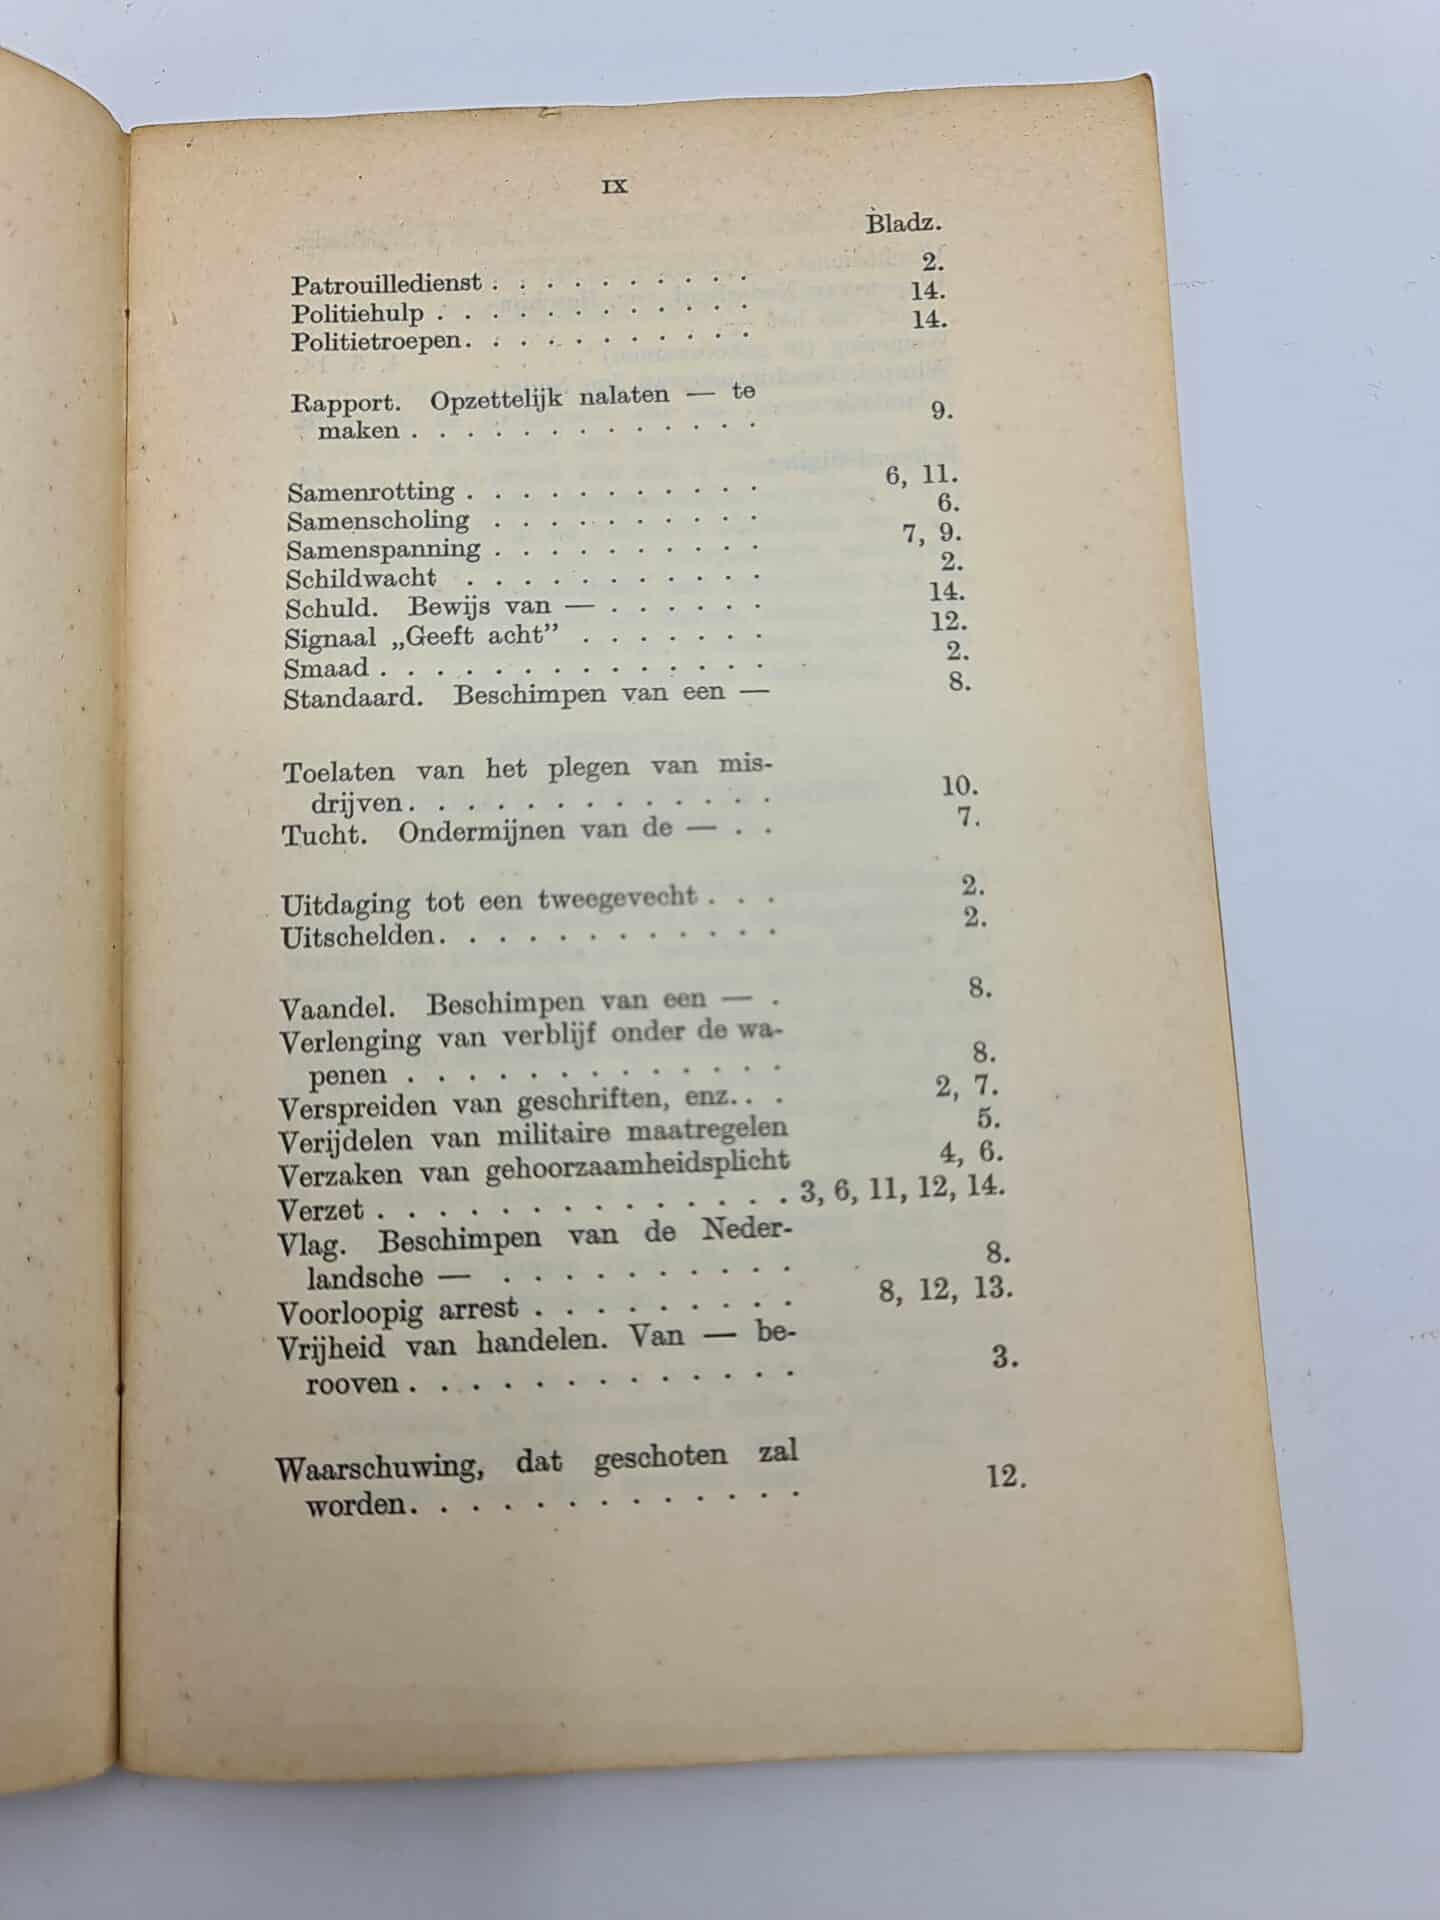 IX
Bladz.
Patrouilledienst . . . . . . . . . . 2.
Politiehulp . . . . . . . . . . . . 14.
Politietroepen. . . . . . . . . . . 14.
Rapport. Opzettelijk nalaten — te
maken . . . . . . . . . . . . . 9.
Samenrotting . . . . . . . . . . . 6, 11.
Samenscholing . . . . . . . . . . 6.
Samenspanning . . . . . . . . . . 7, 9.
Schildwacht . . . . . . . . . . . 2.
Schuld. Bewijs van — . . . . . . 14.
Signaal „Geeft acht” . . . . . . . 12.
Smaad . . . . . . . . . . . . . . 2.
Standaard. Beschimpen van een — 8.
Toelaten van het plegen van mis-
drijven. . . . . . . . . . . . . 10.
Tucht. Ondermijnen van de — . . 7.
Uitdaging tot een tweegevecht . . . 2.
Uitschelden. . . . . . . . . . . . 2.
Vaandel. Beschimpen van een — . 8.
Verlenging van verblijf onder de wa-
penen . . . . . . . . . . . . . 8.
Verspreiden van geschriften, enz.. . 2, 7.
Verijdelen van militaire maatregelen 5.
Verzaken van gehoorzaamheidsplicht 4, 6.
Verzet . . . . . . . . . . . . . . 3, 6, 11, 12, 14.
Vlag. Beschimpen van de Neder-
landsche — . . . . . . . . . . 8.
Voorloopig arrest . . . . . . . . . 8, 12, 13.
Vrijheid van handelen. Van — be-
rooven . . . . . . . . . . . . . 3.
Waarschuwing, dat geschoten zal
worden. . . . . . . . . . . . . 12.